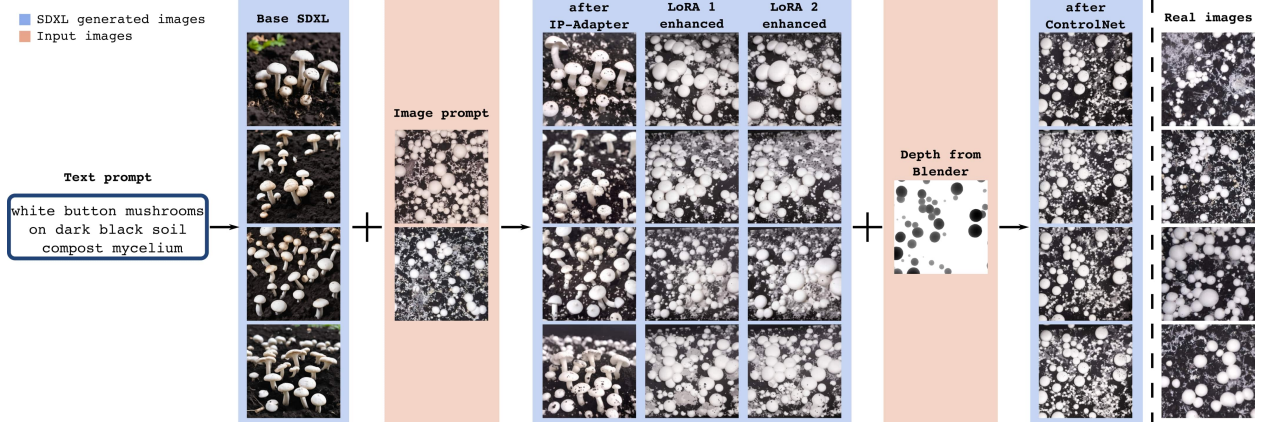 SDXL generated images
Input images
Text prompt
white button mushrooms
on dark black soil
compost mycelium
Base SDXL
Image prompt
after
IP-Adapter
LoRA 1
enhanced
LoRA 2
enhanced
Depth from
Blender
after
ControlNet
Real images